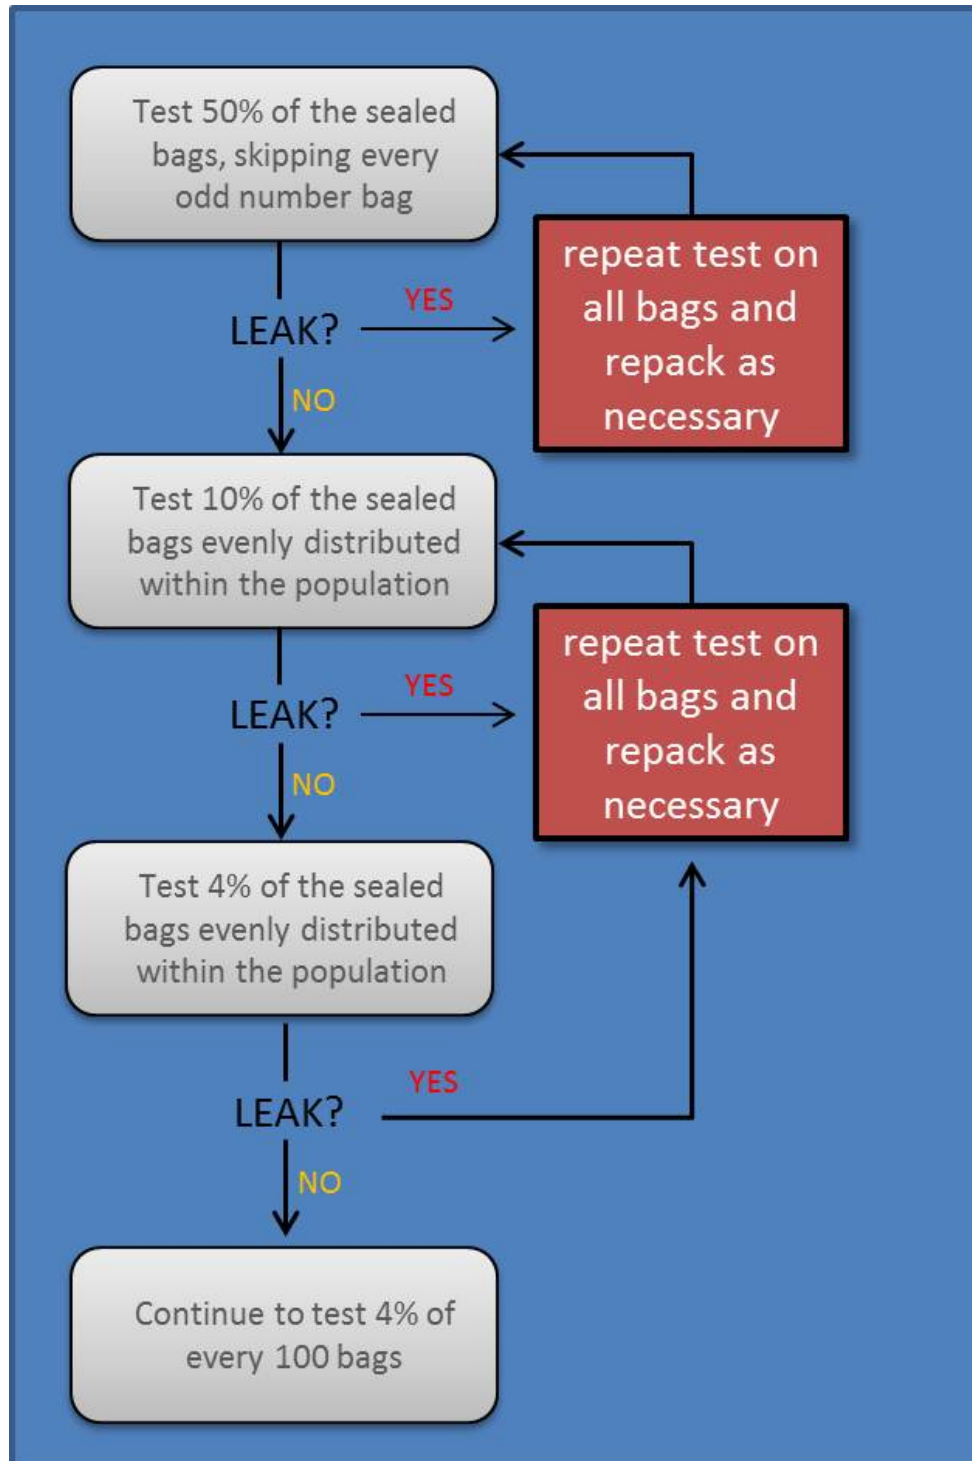 Test 50% of the sealed
bags, skipping every
odd number bag
repeat test on
all bags and
repack as
necessary
YES
LEAK?
NO
Test 10% of the sealed
bags evenly distributed
within the population
repeat test on
all bags and
repack as
necessary
YES
LEAK?
NO
Test 4% of the sealed
bags evenly distributed
within the population
YES
LEAK?
NO
Continue to test 4% of
every 100 bags